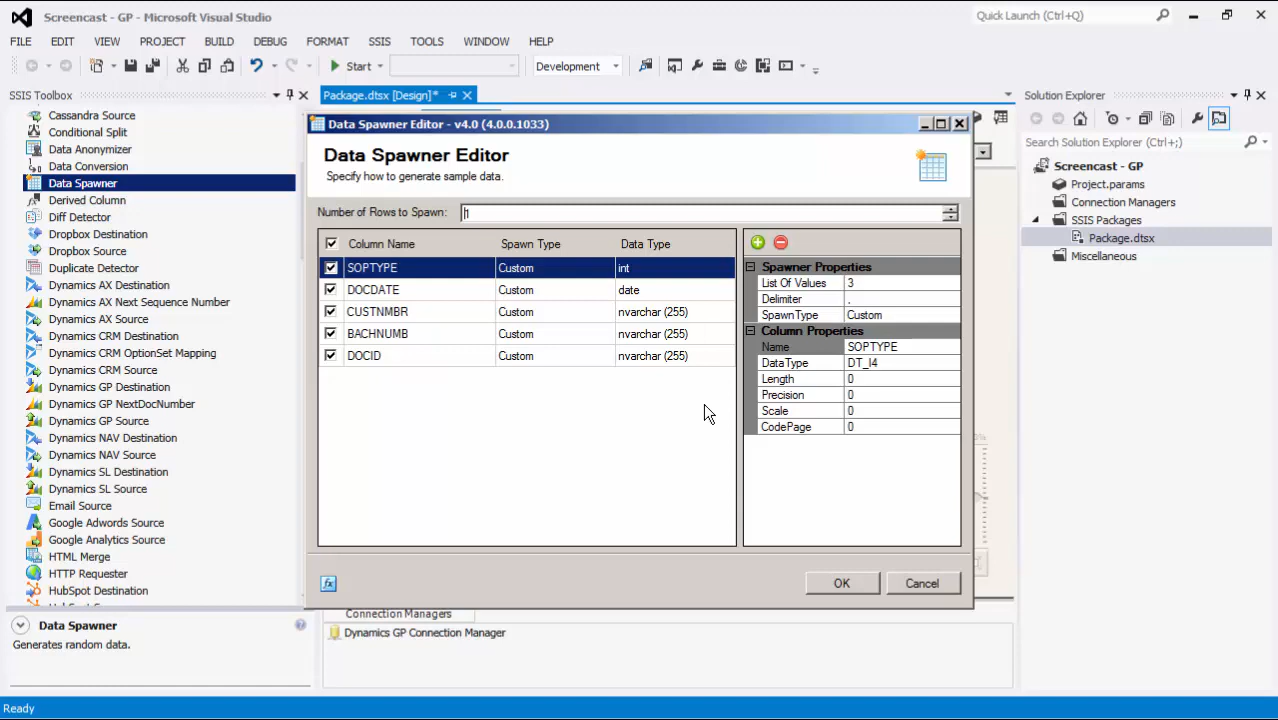 Screencast - GP - Microsoft Visual Studio
Quick Launch (Ctrl+Q)
FILE EDIT VIEW PROJECT BUILD DEBUG FORMAT SSIS TOOLS WINDOW HELP
Start Development
SSIS Toolbox
Package.dtsx [Design]*
Solution Explorer
Cassandra Source
Conditional Split
Data Anonymizer
Data Conversion
Data Spawner
Derived Column
Diff Detector
Dropbox Destination
Dropbox Source
Duplicate Detector
Dynamics AX Destination
Dynamics AX Next Sequence Number
Dynamics AX Source
Dynamics CRM Destination
Dynamics CRM OptionSet Mapping
Dynamics CRM Source
Dynamics GP Destination
Dynamics GP NextDocNumber
Dynamics GP Source
Dynamics NAV Destination
Dynamics NAV Source
Dynamics SL Destination
Dynamics SL Source
Email Source
Google Adwords Source
Google Analytics Source
HTML Merge
HTTP Requester
HubSpot Destination
Data Spawner
Generates random data.
Data Spawner Editor - v4.0 (4.0.0.1033)
Data Spawner Editor
Specify how to generate sample data.
Number of Rows to Spawn: 1
Column Name Spawn Type Data Type
SOPTYPE Custom int
DOCDATE Custom date
CUSTNMBR Custom nvarchar (255)
BACHNUMB Custom nvarchar (255)
DOCID Custom nvarchar (255)
Spawner Properties
List Of Values 3
Delimiter ,
SpawnType Custom
Column Properties
Name SOPTYPE
DataType DT_I4
Length 0
Precision 0
Scale 0
CodePage 0
fx
OK Cancel
Connection Managers
Dynamics GP Connection Manager
Search Solution Explorer (Ctrl+;)
Screencast - GP
Project.params
Connection Managers
SSIS Packages
Package.dtsx
Miscellaneous
Ready